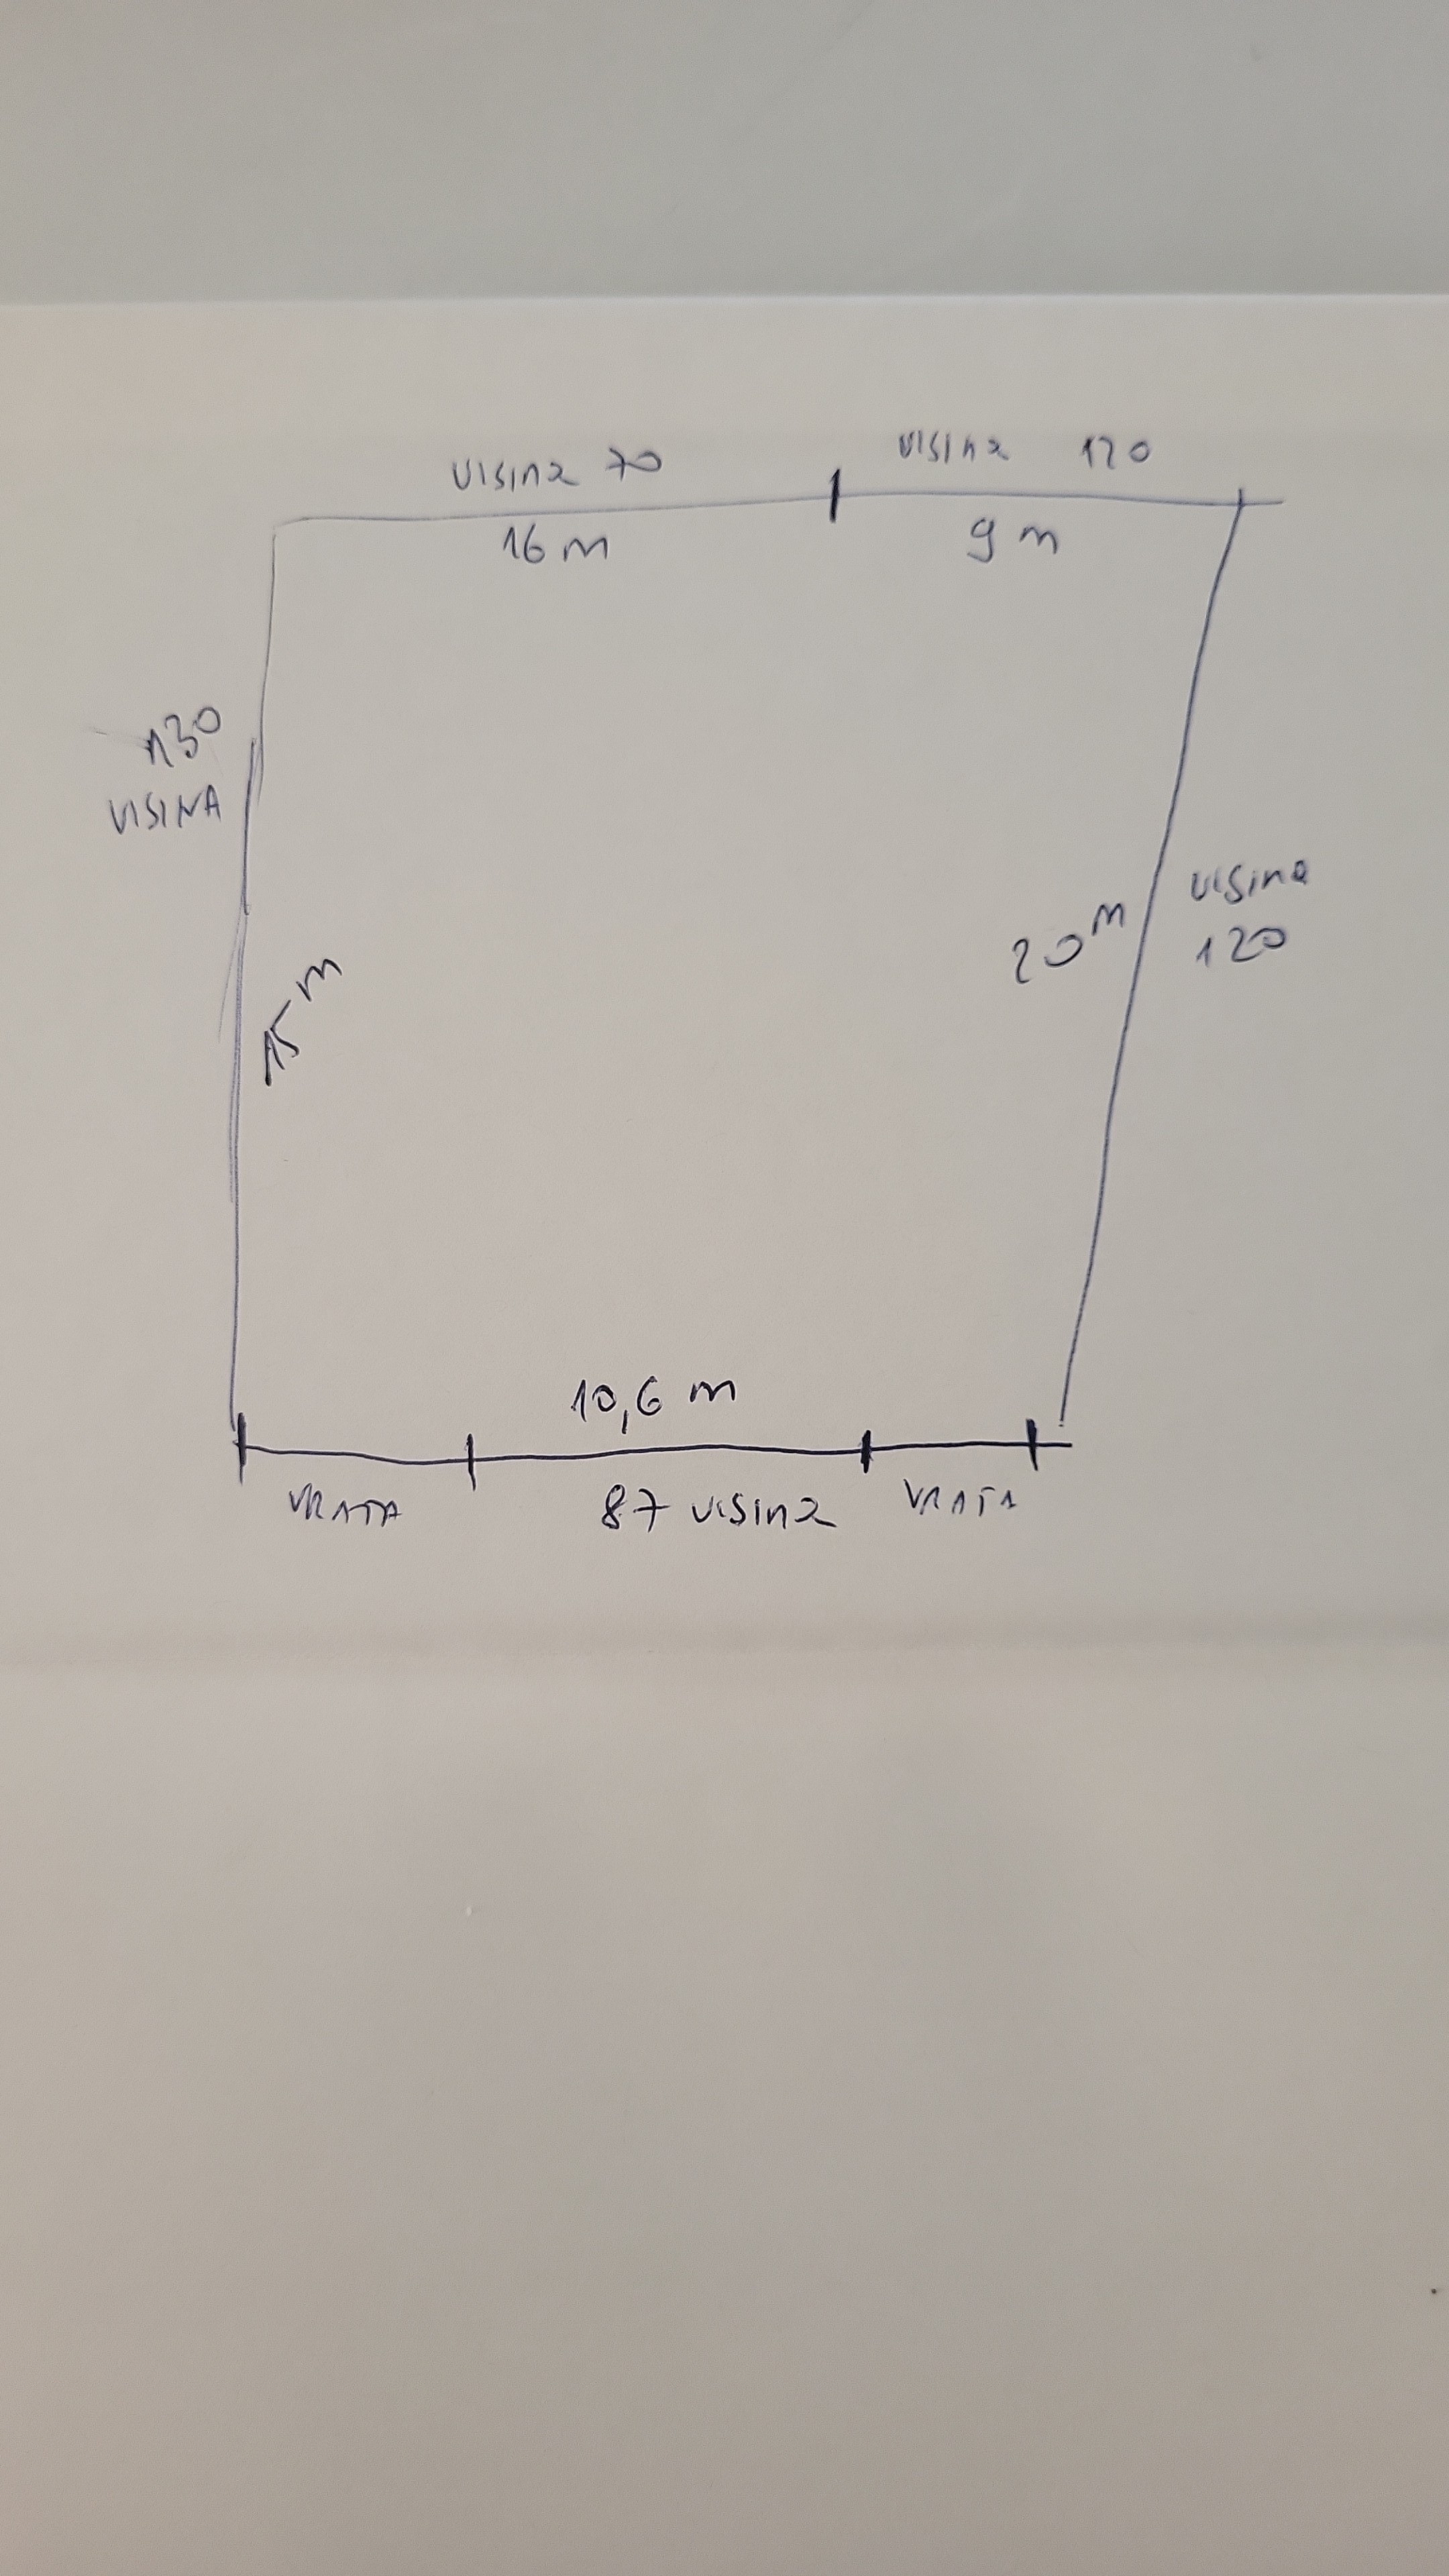 visina 70
visina 120
16 m
9 m
130
VISINA
visina
120
20 m
15 m
10,6 m
VRATA
87 visina
VRATA